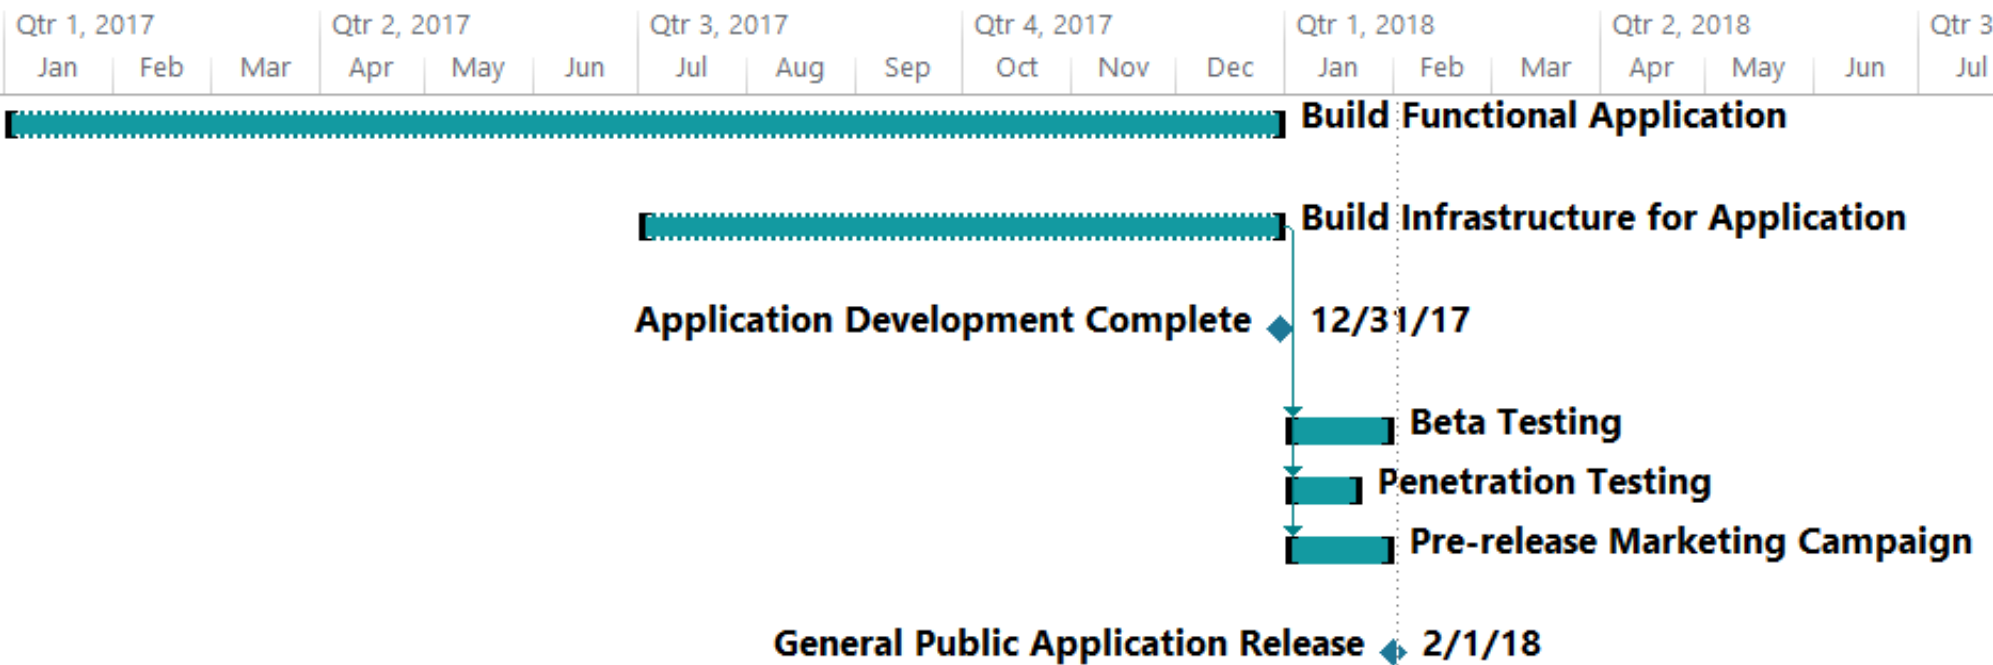 Qtr 1, 2017 Qtr 2, 2017 Qtr 3, 2017 Qtr 4, 2017 Qtr 1, 2018 Qtr 2, 2018 Qtr 3
Jan Feb Mar Apr May Jun Jul Aug Sep Oct Nov Dec Jan Feb Mar Apr May Jun Jul
Build Functional Application
Build Infrastructure for Application
Application Development Complete 12/31/17
Beta Testing
Penetration Testing
Pre-release Marketing Campaign
General Public Application Release 2/1/18